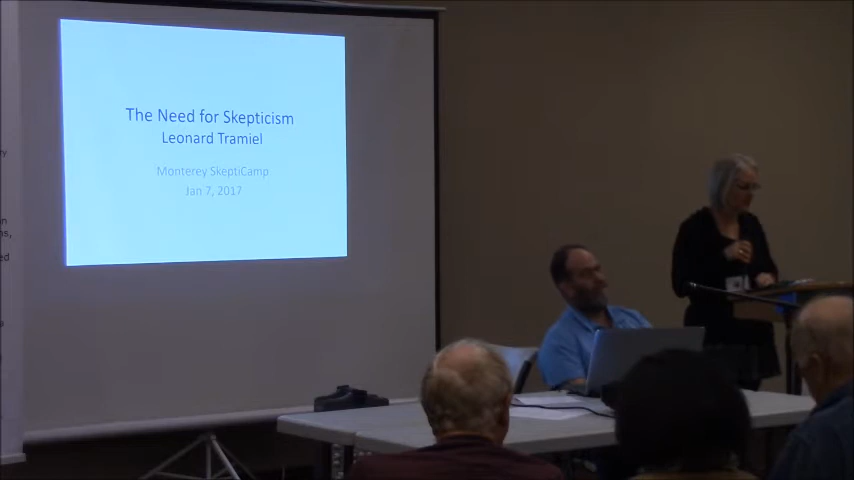 The Need for Skepticism
Leonard Tramiel
Monterey SkeptiCamp
Jan 7, 2017